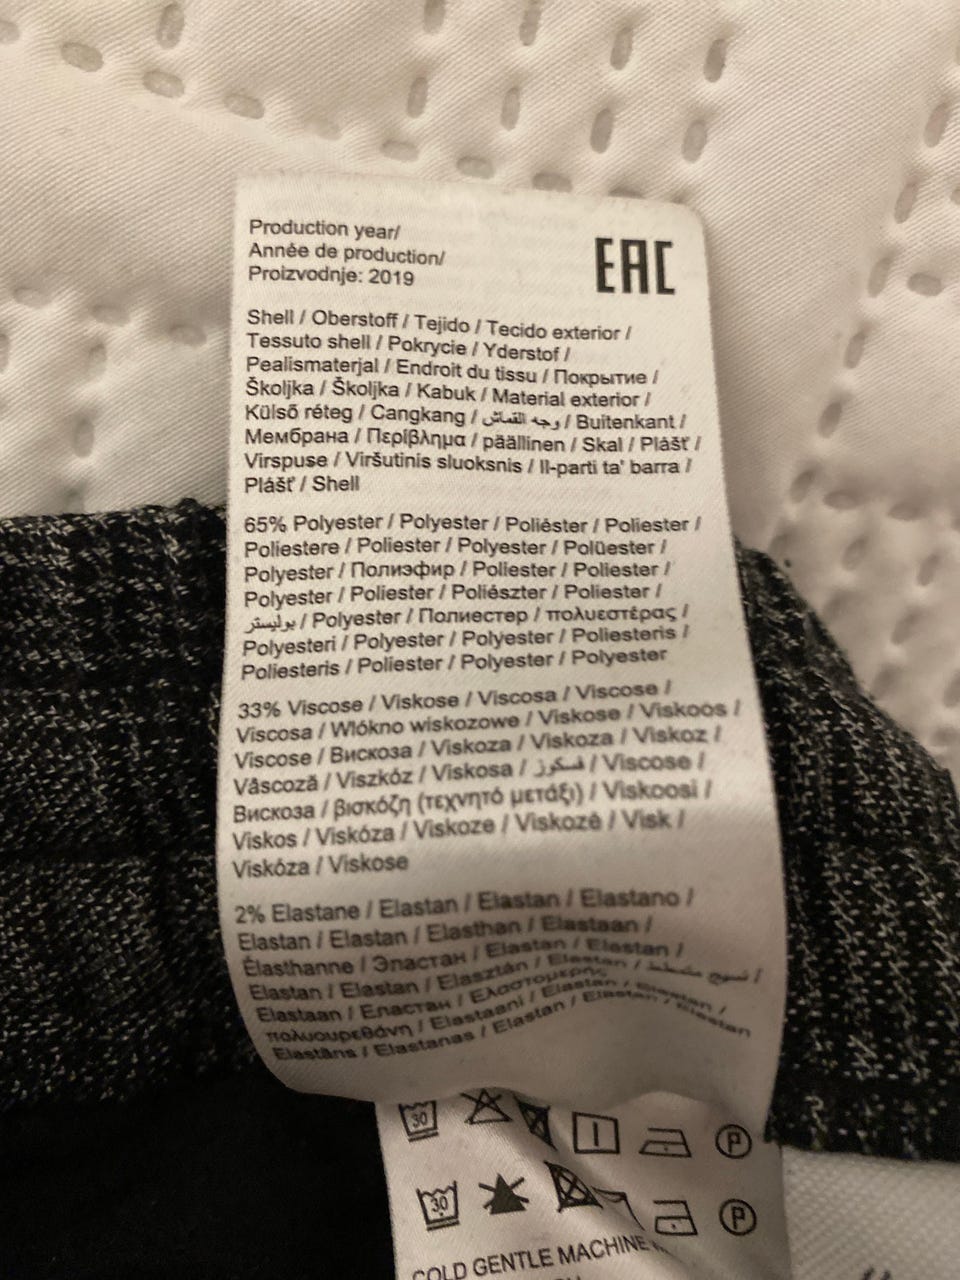 Production year/
Année de production/
Proizvodnje: 2019
EAC
Shell / Oberstoff / Tejido / Tecido exterior /
Tessuto shell / Pokrycie / Yderstof /
Pealismaterjal / Endroit du tissu / Покрытие /
Školjka / Školjka / Kabuk / Material exterior /
Külső réteg / Cangkang / وجه القماش / Buitenkant /
Мембрана / Περίβλημα / päällinen / Skal / Plášť /
Virspuse / Viršutinis sluoksnis / Il-parti ta' barra /
Plášť / Shell
65% Polyester / Polyester / Poliéster / Poliester /
Poliestere / Poliester / Polyester / Polüester /
Polyester / Полиэфир / Poliester / Poliester /
Polyester / Poliester / Poliészter / Poliester /
بوليستر / Polyester / Полиестер / πολυεστέρας /
Polyesteri / Polyester / Polyester / Poliesteris /
Poliesteris / Poliester / Polyester / Polyester
33% Viscose / Viskose / Viscosa / Viscose /
Viscosa / Włókno wiskozowe / Viskose / Viskoos /
Viscose / Вискоза / Viskoza / Viskoza / Viskoz /
Vâscoză / Viszkóz / Viskosa / فسكوز / Viscose /
Вискоза / βισκόζη (τεχνητό μετάξι) / Viskoosi /
Viskos / Viskóza / Viskoze / Viskozė / Visk /
Viskóza / Viskose
2% Elastane / Elastan / Elastan / Elastano /
Elastan / Elastan / Elasthan / Elastaan /
Élasthanne / Эластан / Elastan / Elastan /
Elastan / Elastan / Elasztán / Elastan /
Elastaan / Еластан / Ελαστομερής
πολυουρεθάνη / Elastaani / Elastan / Elastan /
Elastāns / Elastanas / Elastan / Elastan / Elastan
30
P
30
P
COLD GENTLE MACHINE